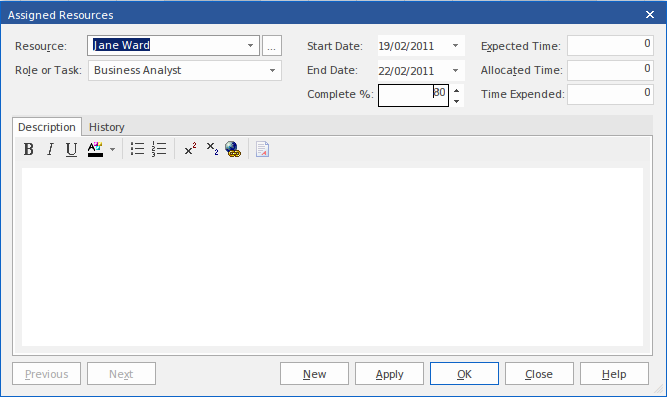 Assigned Resources
Resource: Jane Ward ... Start Date: 19/02/2011 Expected Time: 0
Role or Task: Business Analyst End Date: 22/02/2011 Allocated Time: 0
Complete %: 80 Time Expended: 0
Description History
B I U A x² x₂
Previous Next New Apply OK Close Help